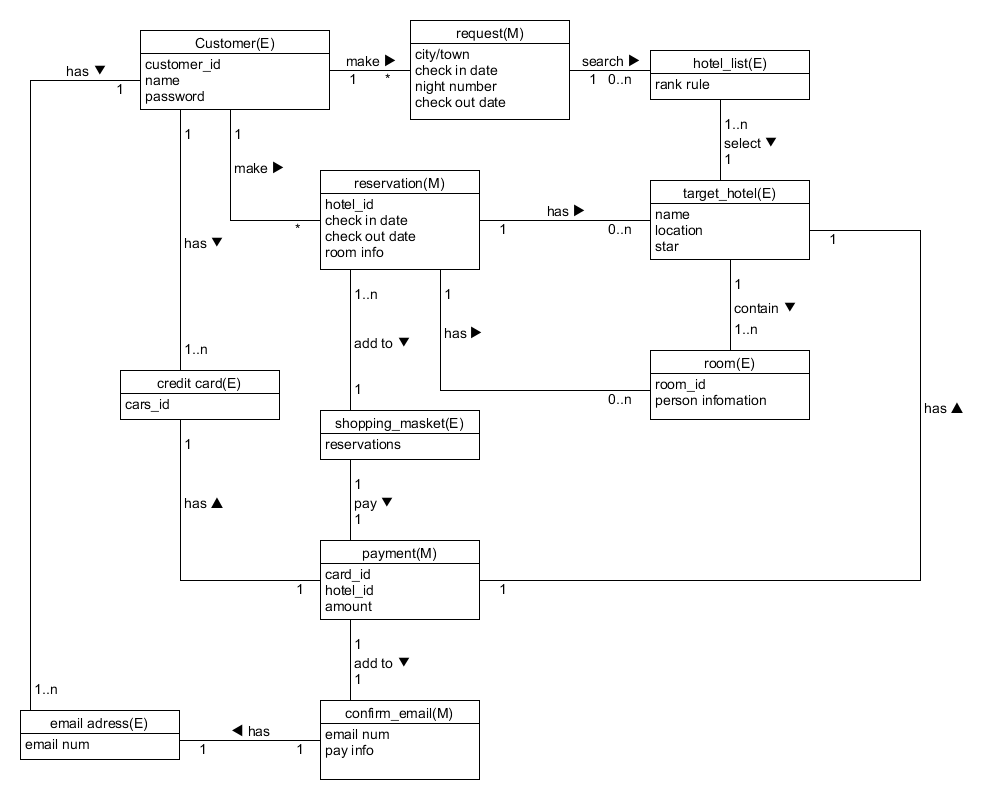 request(M)
city/town
check in date
night number
check out date
Customer(E)
customer_id
name
password
make ▶
1 *
search ▶
1 0..n
hotel_list(E)
rank rule
has ▼
1
1
1
make ▶
*
1..n
select ▼
1
reservation(M)
hotel_id
check in date
check out date
room info
has ▶
1
0..n
target_hotel(E)
name
location
star
1
has ▼
1..n
1..n
add to ▼
1
1
has ▶
0..n
1
contain ▼
1..n
room(E)
room_id
person infomation
credit card(E)
cars_id
has ▲
shopping_masket(E)
reservations
1
has ▲
1
1
pay ▼
1
payment(M)
card_id
hotel_id
amount
1
1
add to ▼
1
1..n
email adress(E)
email num
◀ has
1
1
confirm_email(M)
email num
pay info